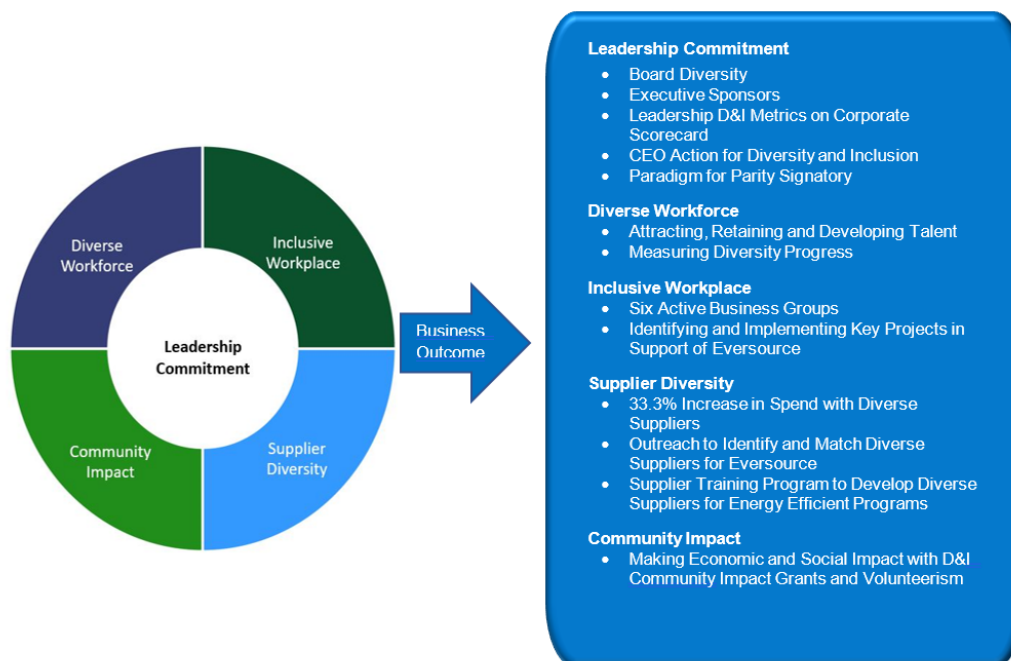 Diverse
Workforce
Inclusive
Workplace
Leadership
Commitment
Community
Impact
Supplier
Diversity
Business
Outcome
Leadership Commitment
• Board Diversity
• Executive Sponsors
• Leadership D&I Metrics on Corporate
Scorecard
• CEO Action for Diversity and Inclusion
• Paradigm for Parity Signatory
Diverse Workforce
• Attracting, Retaining and Developing Talent
• Measuring Diversity Progress
Inclusive Workplace
• Six Active Business Groups
• Identifying and Implementing Key Projects in
Support of Eversource
Supplier Diversity
• 33.3% Increase in Spend with Diverse
Suppliers
• Outreach to Identify and Match Diverse
Suppliers for Eversource
• Supplier Training Program to Develop Diverse
Suppliers for Energy Efficient Programs
Community Impact
• Making Economic and Social Impact with D&I
Community Impact Grants and Volunteerism